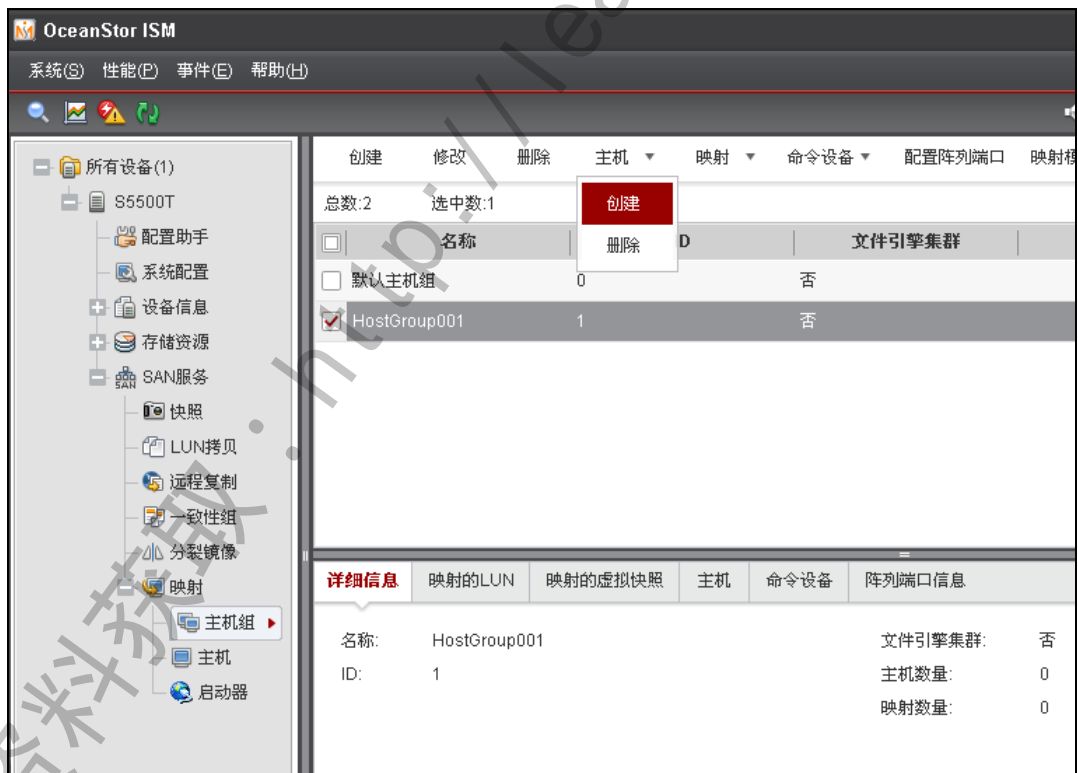 OceanStor ISM
系统(S) 性能(P) 事件(E) 帮助(H)
所有设备(1)
S5500T
配置助手
系统配置
设备信息
存储资源
SAN服务
快照
LUN拷贝
远程复制
一致性组
分裂镜像
映射
主机组
主机
启动器
创建 修改 删除 主机 映射 命令设备 配置阵列端口 映射
总数:2 选中数:1
创建
删除
名称 D 文件引擎集群
默认主机组 0 否
HostGroup001 1 否
详细信息 映射的LUN 映射的虚拟快照 主机 命令设备 阵列端口信息
名称: HostGroup001 文件引擎集群: 否
ID: 1 主机数量: 0
映射数量: 0
资料获取:http://lea